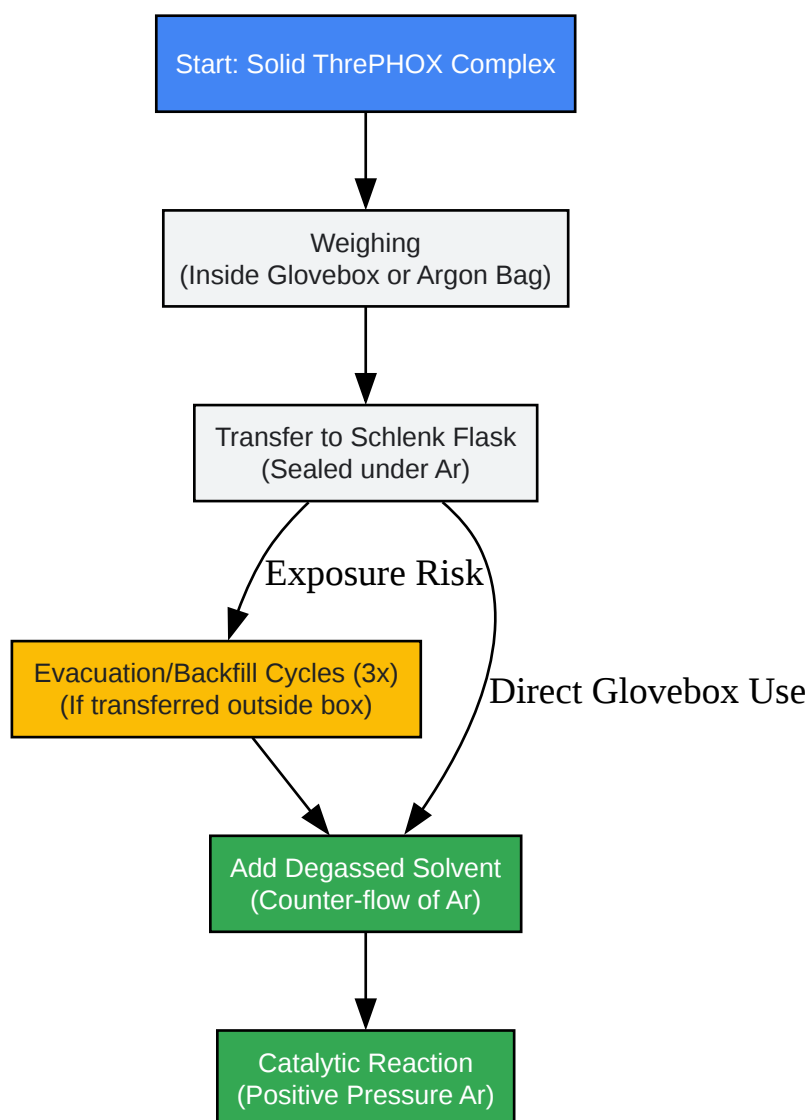 Start: Solid ThrePHOX Complex
Weighing
(Inside Glovebox or Argon Bag)
Transfer to Schlenk Flask
(Sealed under Ar)
Exposure Risk
Evacuation/Backfill Cycles (3x)
(If transferred outside box)
Direct Glovebox Use
Add Degassed Solvent
(Counter-flow of Ar)
Catalytic Reaction
(Positive Pressure Ar)